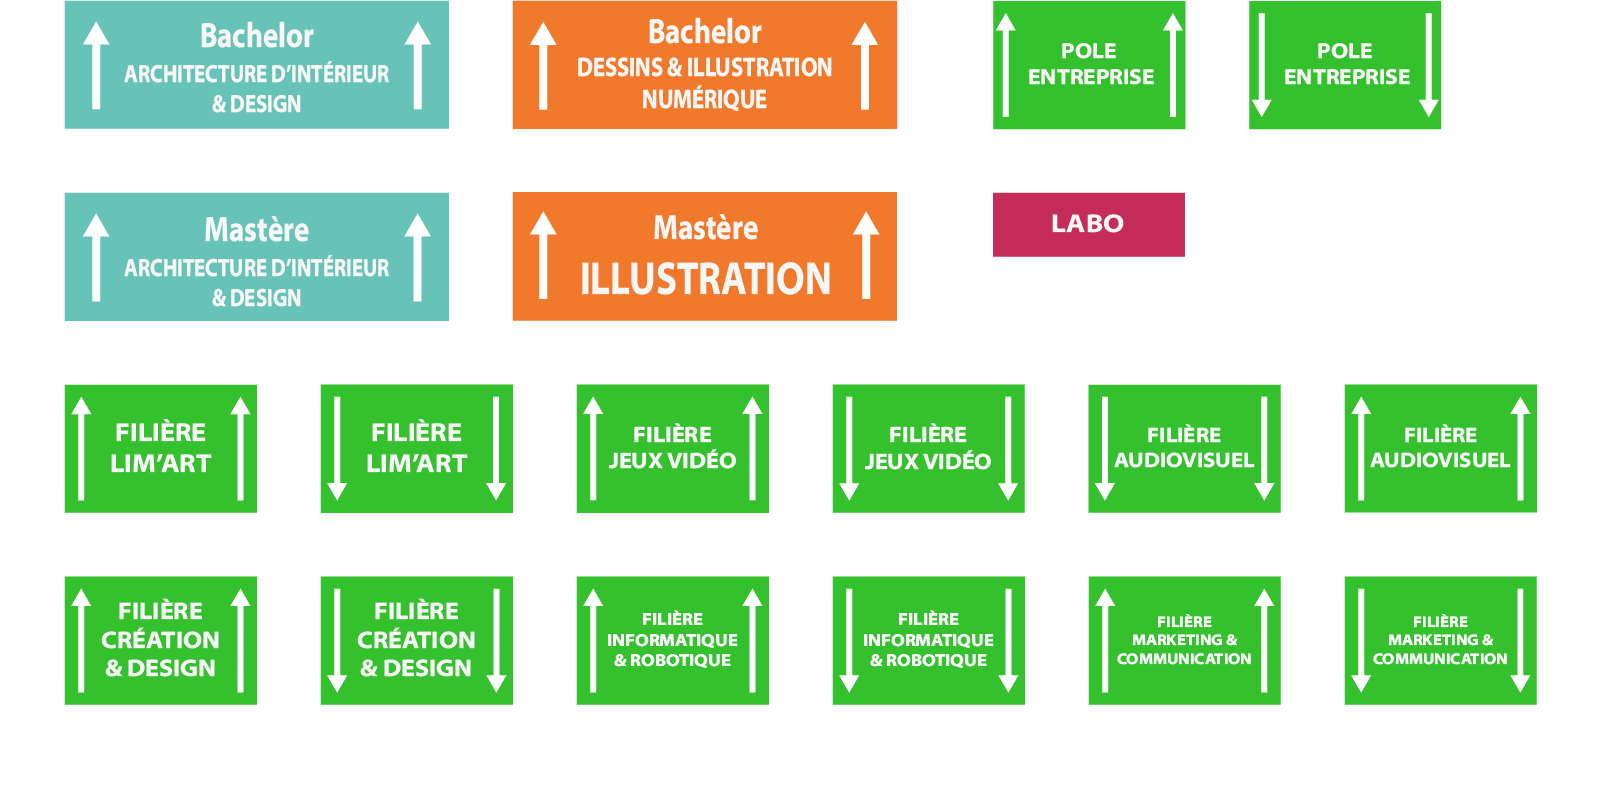 Bachelor
ARCHITECTURE D'INTÉRIEUR
& DESIGN
Bachelor
DESSINS & ILLUSTRATION
NUMÉRIQUE
POLE
ENTREPRISE
POLE
ENTREPRISE
Mastère
ARCHITECTURE D'INTÉRIEUR
& DESIGN
Mastère
ILLUSTRATION
LABO
FILIÈRE
LIM'ART
FILIÈRE
LIM'ART
FILIÈRE
JEUX VIDÉO
FILIÈRE
JEUX VIDÉO
FILIÈRE
AUDIOVISUEL
FILIÈRE
AUDIOVISUEL
FILIÈRE
CRÉATION
& DESIGN
FILIÈRE
CRÉATION
& DESIGN
FILIÈRE
INFORMATIQUE
& ROBOTIQUE
FILIÈRE
INFORMATIQUE
& ROBOTIQUE
FILIÈRE
MARKETING &
COMMUNICATION
FILIÈRE
MARKETING &
COMMUNICATION